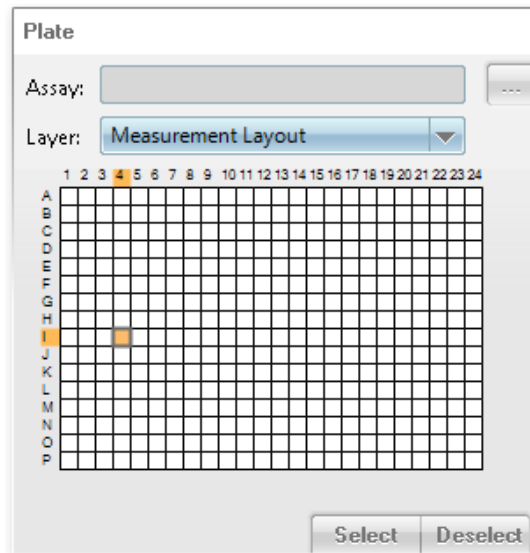 Plate
Assay:
...
Layer: Measurement Layout
1 2 3 4 5 6 7 8 9 10 11 12 13 14 15 16 17 18 19 20 21 22 23 24
A
B
C
D
E
F
G
H
I
J
K
L
M
N
O
P
Select Deselect